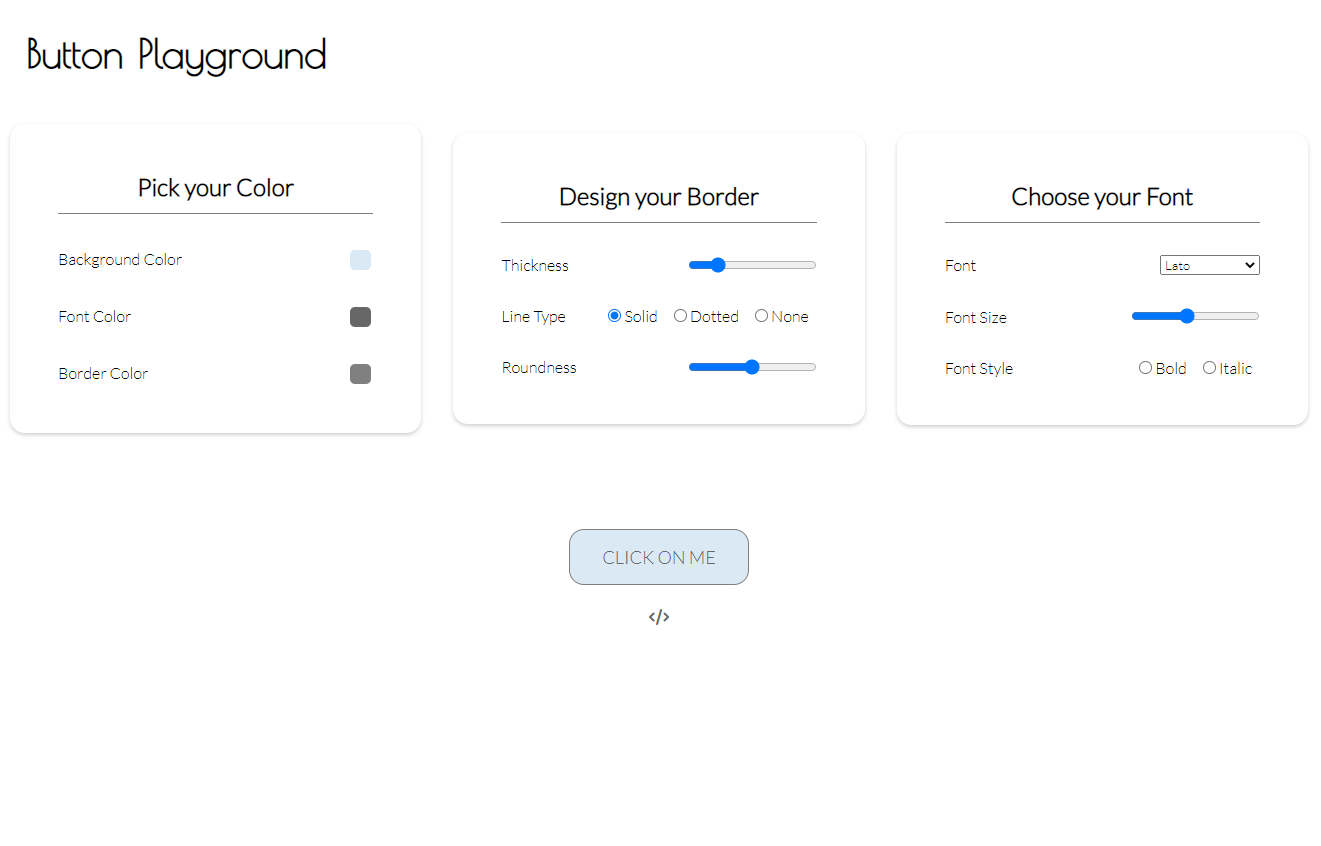 Button Playground
Pick your Color
Background Color
Font Color
Border Color
Design your Border
Thickness
Line Type Solid Dotted None
Roundness
Choose your Font
Font Lato
Font Size
Font Style Bold Italic
CLICK ON ME
</>